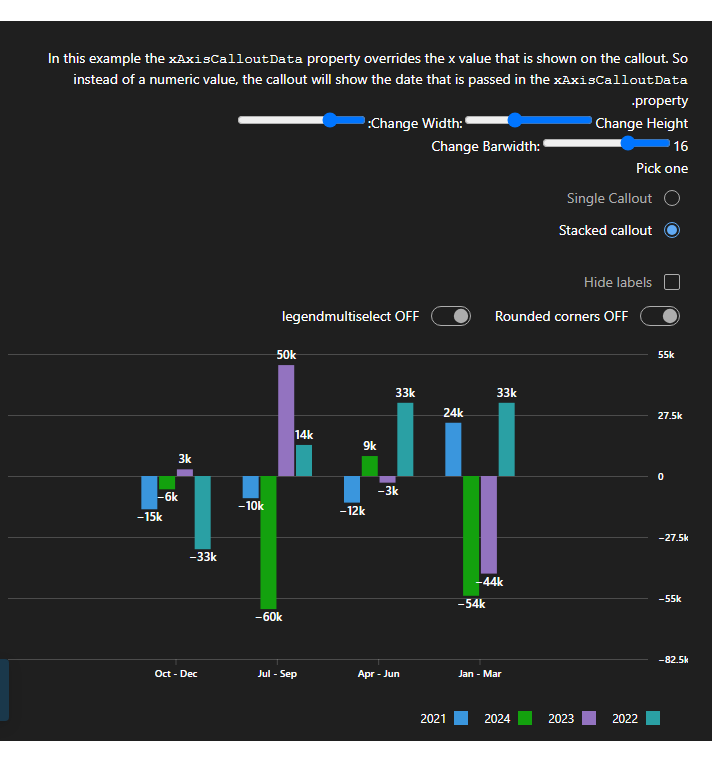 In this example the xAxisCalloutData property overrides the x value that is shown on the callout. So
instead of a numeric value, the callout will show the date that is passed in the xAxisCalloutData
.property
:Change Width: Change Height
Change Barwidth: 16
Pick one
Single Callout
Stacked callout
Hide labels
legendmultiselect OFF Rounded corners OFF
55k
27.5k
0
−27.5k
−55k
−82.5k
−15k −6k 3k −33k
−10k −60k 50k 14k
−12k 9k −3k 33k
24k −54k −44k 33k
Oct - Dec Jul - Sep Apr - Jun Jan - Mar
2021 2024 2023 2022